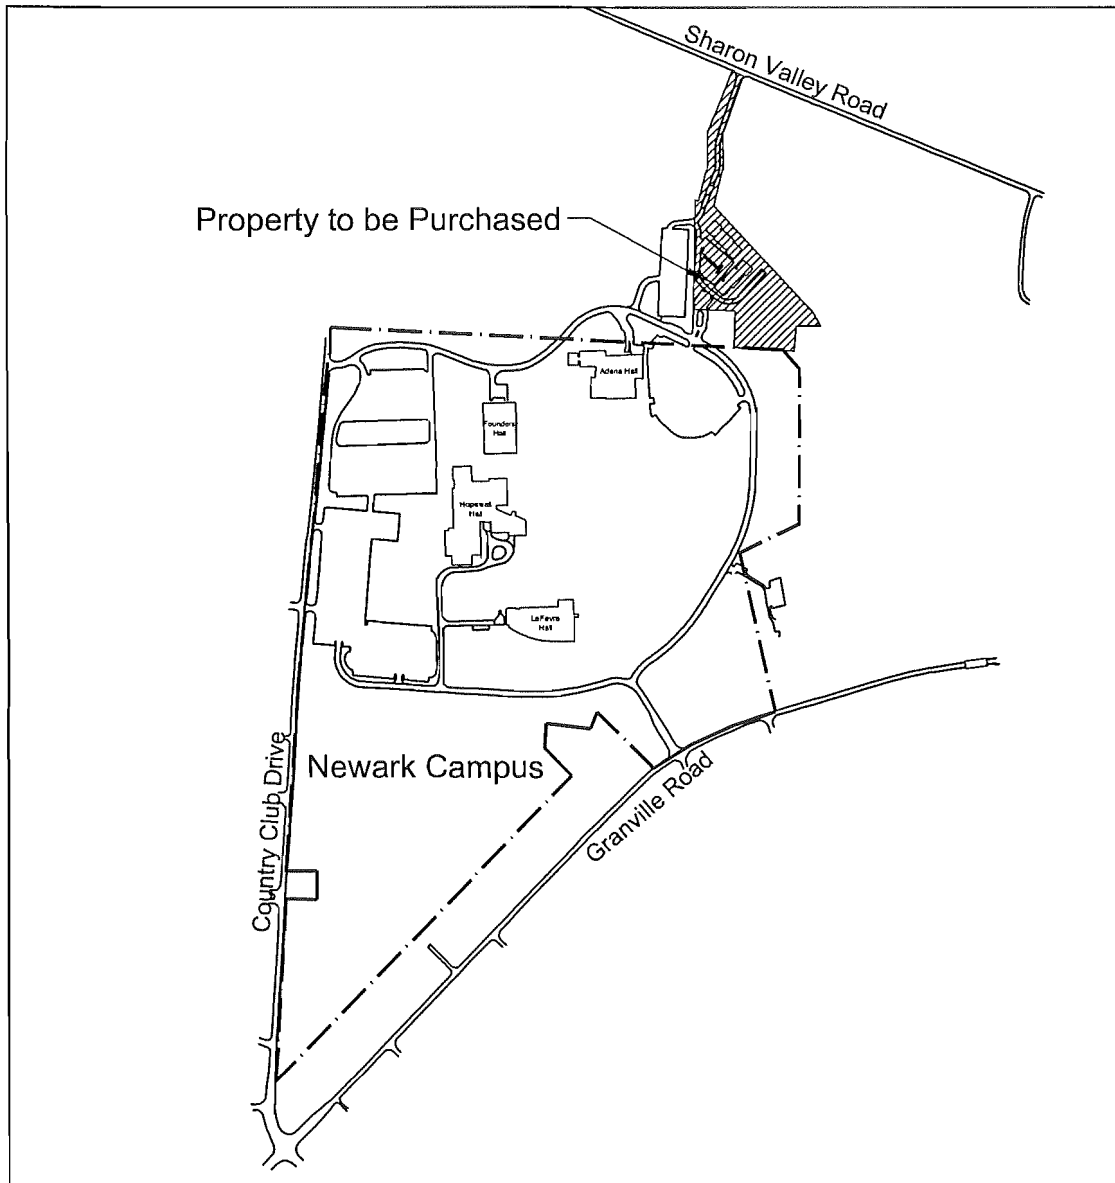 Sharon Valley Road
Property to be Purchased
Adena Hall
Founders
Hall
Hopewell
Hall
LeFevre
Hall
Newark Campus
Country Club Drive
Granville Road